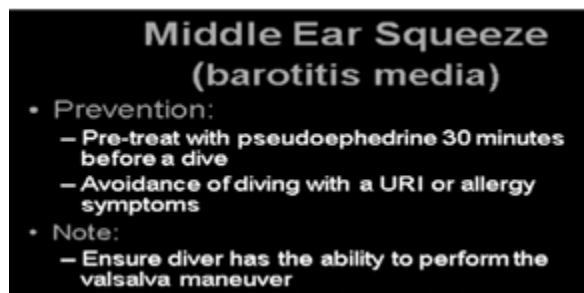 Middle Ear Squeeze
(barotitis media)
• Prevention:
– Pre-treat with pseudoephedrine 30 minutes
before a dive
– Avoidance of diving with a URI or allergy
symptoms
• Note:
– Ensure diver has the ability to perform the
valsalva maneuver